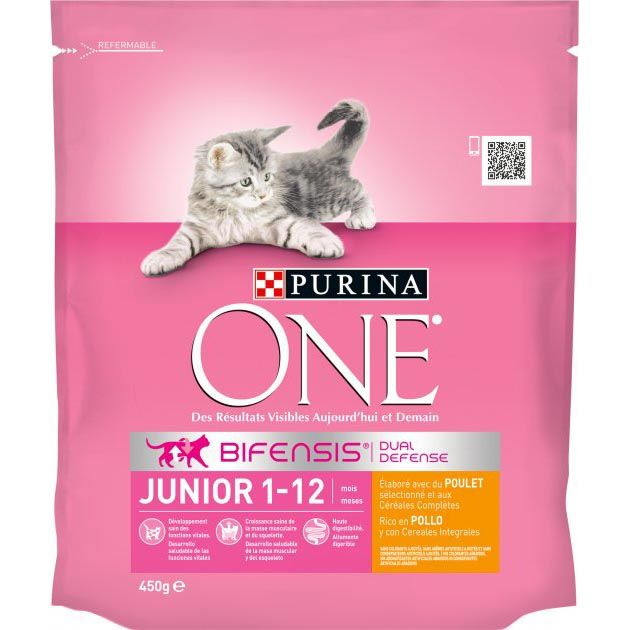 REFERMABLE
PURINA
ONE®
Des Résultats Visibles Aujourd'hui et Demain
BIFENSIS®
DUAL
DEFENSE
JUNIOR 1-12
mois
meses
Élaboré avec du POULET
sélectionné et aux
Céréales Complètes
Rico en POLLO
y con Cereales Integrales
Développement
sain des
fonctions vitales.
Desarrollo
saludable de las
funciones vitales
Croissance saine de
la masse musculaire
et du squelette.
Desarrollo saludable
de la masa muscular
y del esqueleto
Haute
digestibilité.
Altamente
digerible
450g e